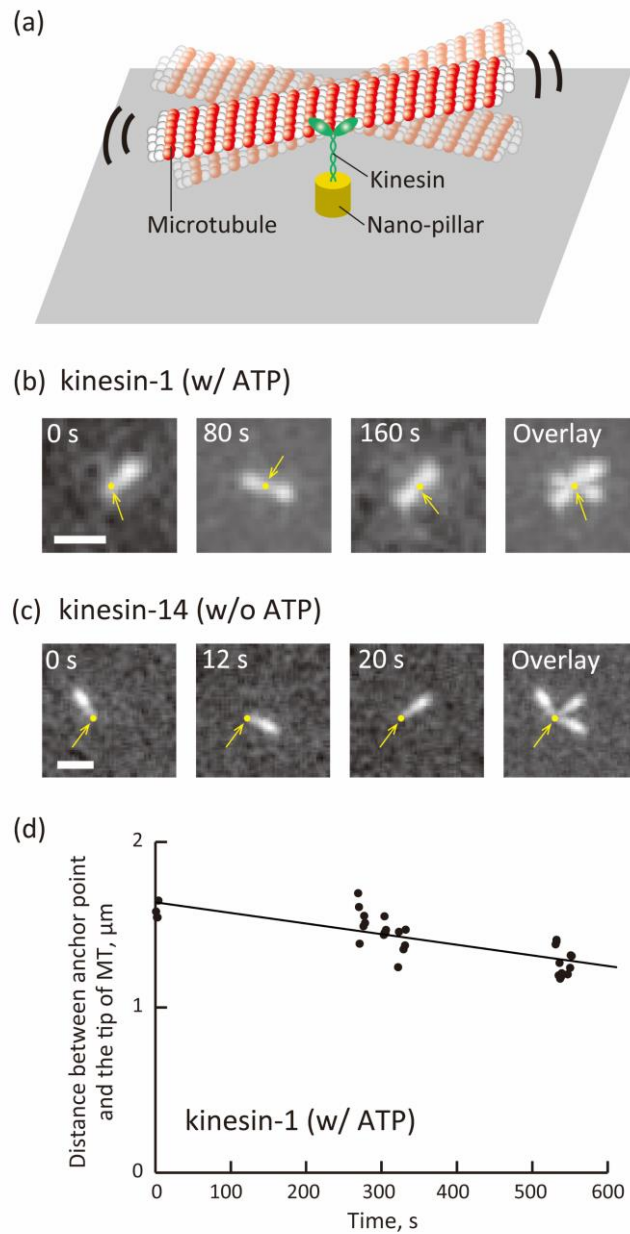 (a)
Kinesin
Microtubule
Nano-pillar
(b) kinesin-1 (w/ ATP)
0 s
80 s
160 s
Overlay
(c) kinesin-14 (w/o ATP)
0 s
12 s
20 s
Overlay
(d)
Distance between anchor point
and the tip of MT, μm
2
1
0
kinesin-1 (w/ ATP)
0
100
200
300
400
500
600
Time, s